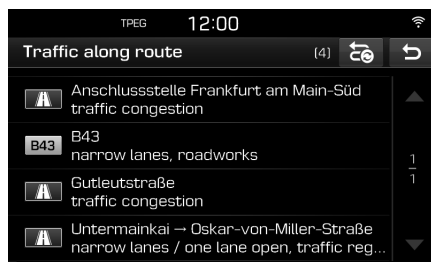 TPEG 12:00
Traffic along route (4)
Anschlussstelle Frankfurt am Main-Süd
traffic congestion
B43 B43
narrow lanes, roadworks
1
1
Gutleutstraße
traffic congestion
Untermainkai → Oskar-von-Miller-Straße
narrow lanes / one lane open, traffic reg...